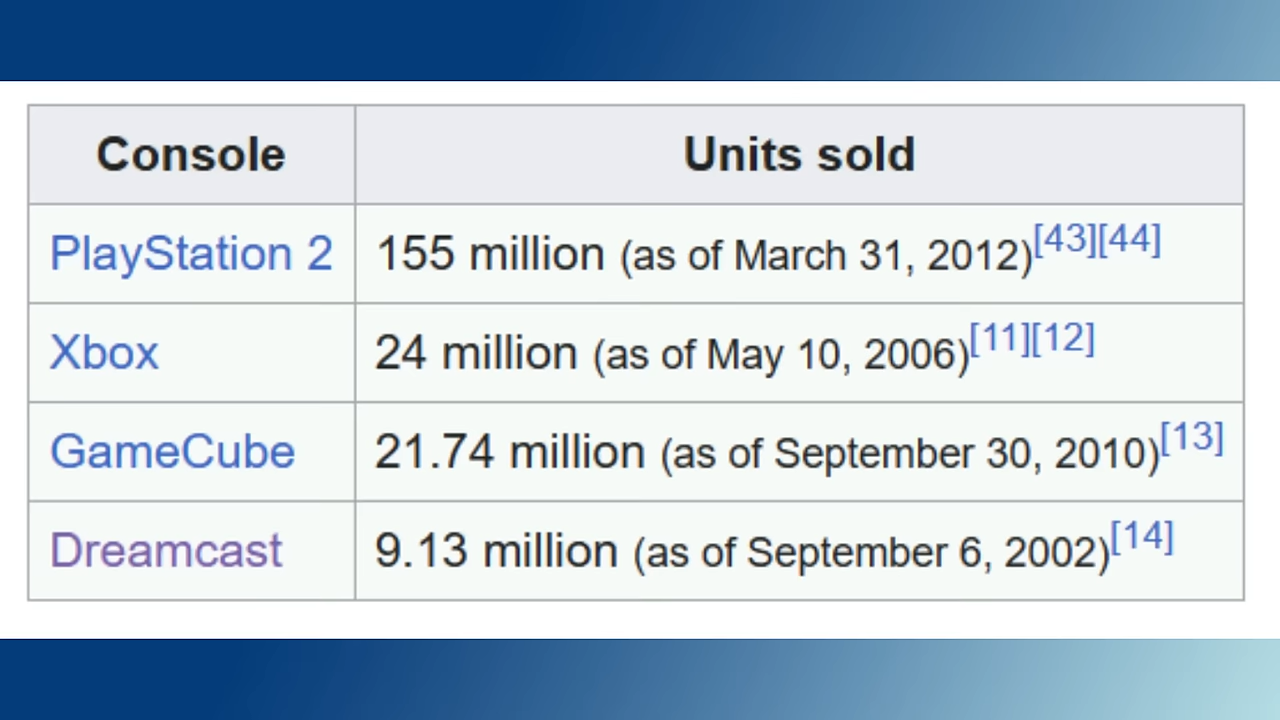 Console Units sold
PlayStation 2 155 million (as of March 31, 2012)[43][44]
Xbox 24 million (as of May 10, 2006)[11][12]
GameCube 21.74 million (as of September 30, 2010)[13]
Dreamcast 9.13 million (as of September 6, 2002)[14]